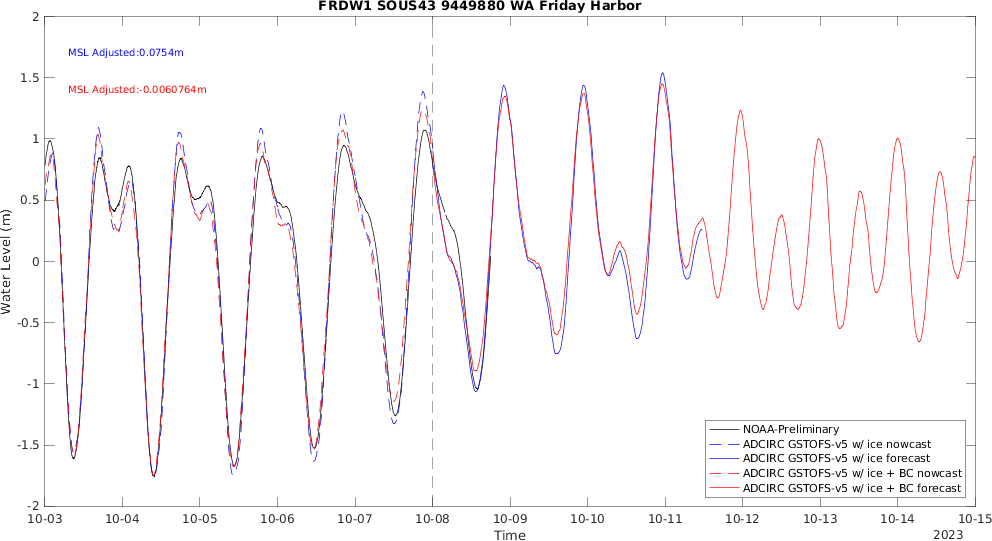 FRDW1 SOUS43 9449880 WA Friday Harbor
MSL Adjusted:0.0754m
MSL Adjusted:-0.0060764m
Water Level (m)
2
1.5
1
0.5
0
-0.5
-1
-1.5
-2
NOAA-Preliminary
ADCIRC GSTOFS-v5 w/ ice nowcast
ADCIRC GSTOFS-v5 w/ ice forecast
ADCIRC GSTOFS-v5 w/ ice + BC nowcast
ADCIRC GSTOFS-v5 w/ ice + BC forecast
10-03 10-04 10-05 10-06 10-07 10-08 10-09 10-10 10-11 10-12 10-13 10-14 10-15
Time
2023